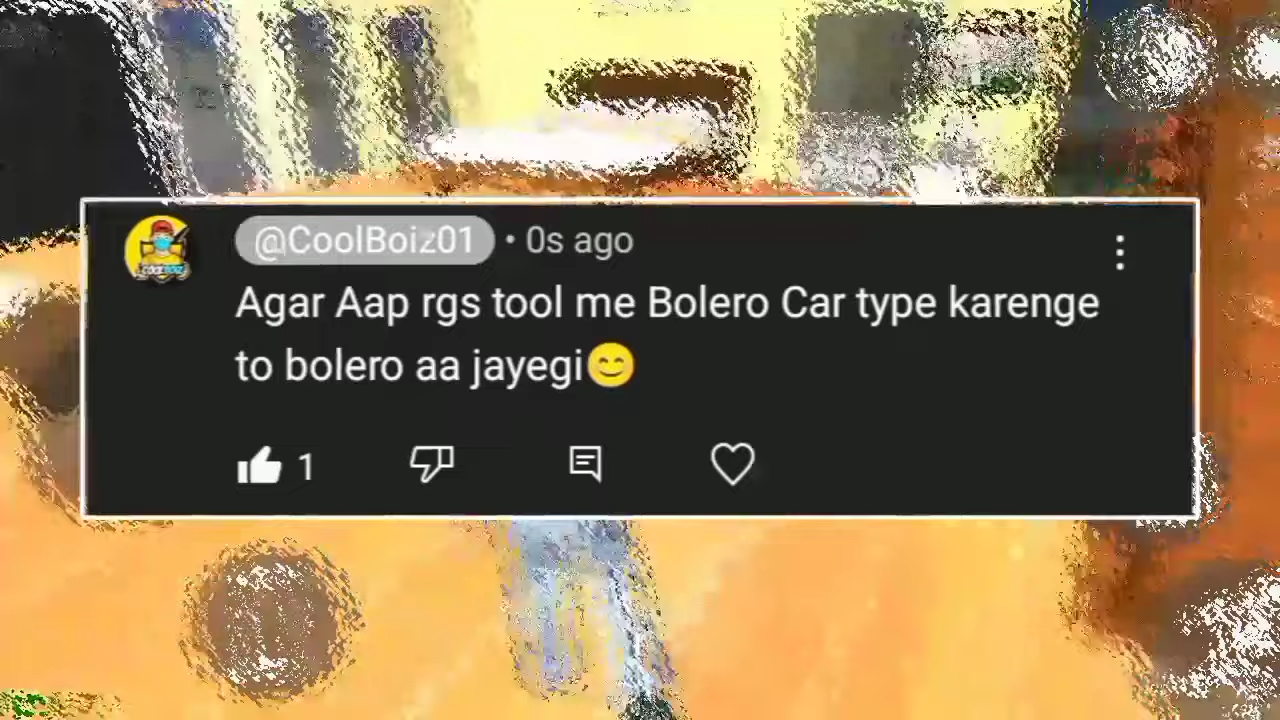 @CoolBoiz01 • 0s ago
Agar Aap rgs tool me Bolero Car type karenge
to bolero aa jayegi😊
1